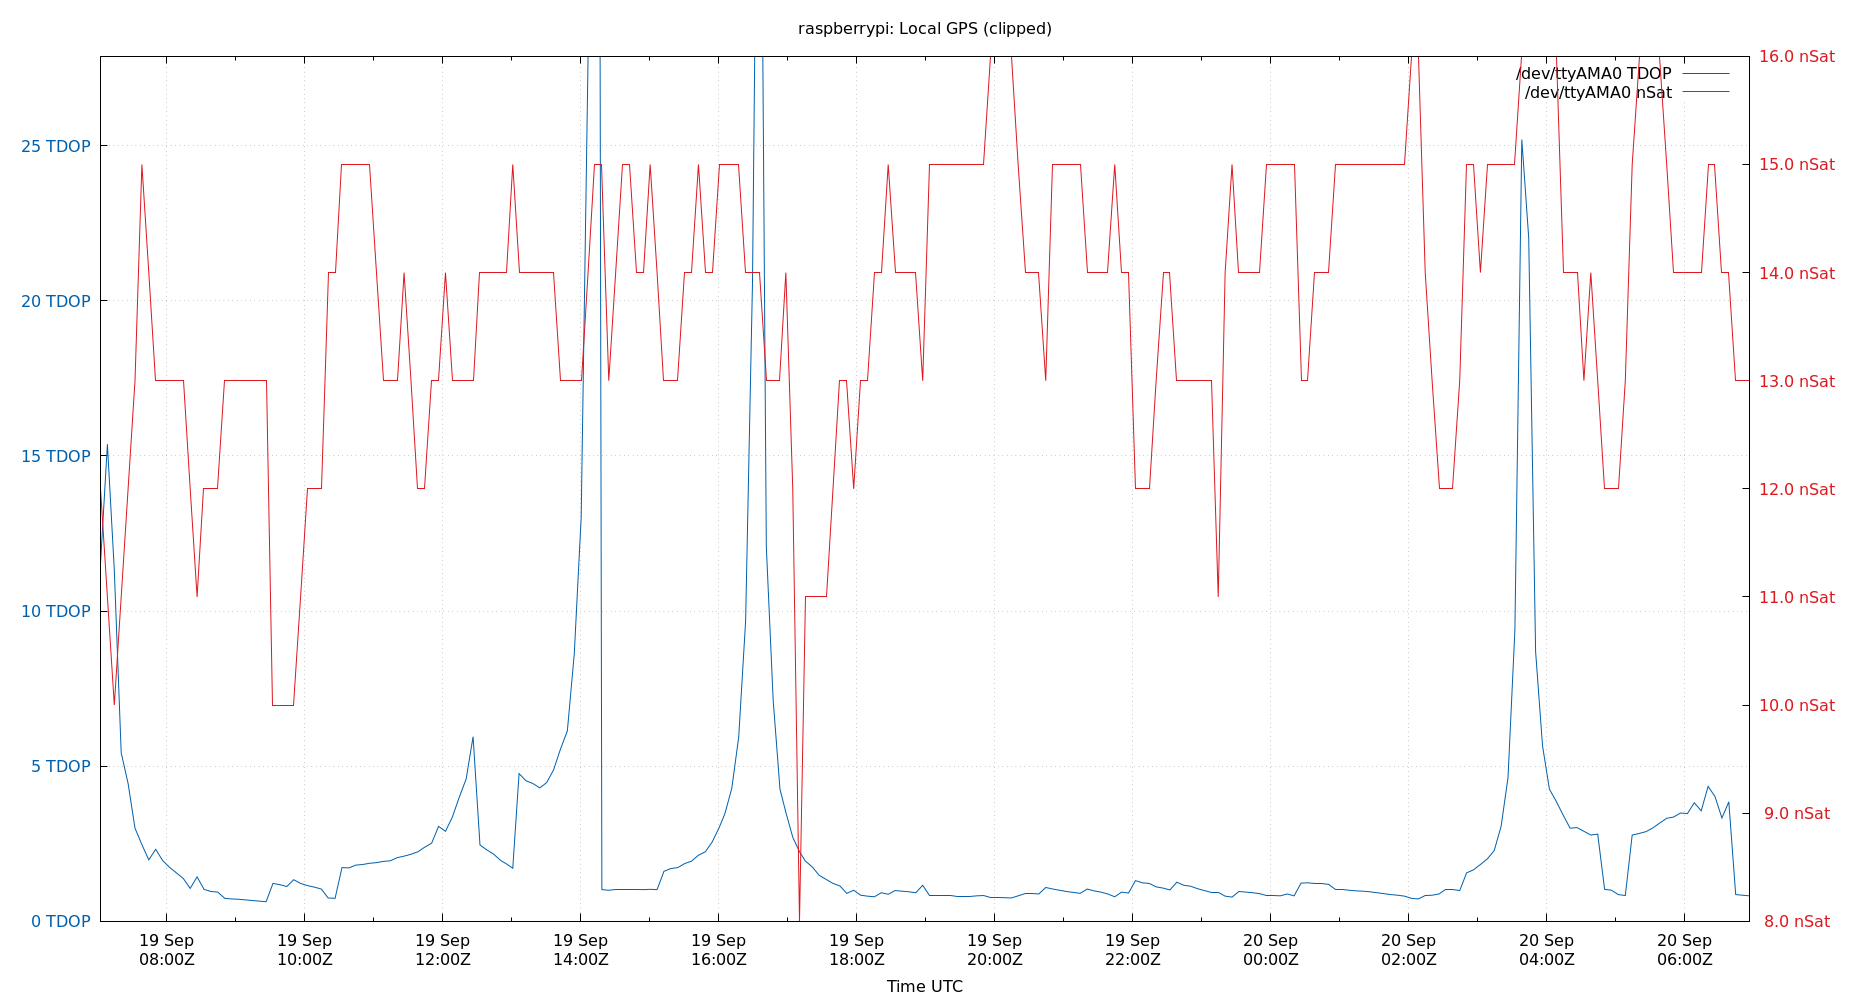 raspberrypi: Local GPS (clipped)
16.0 nSat
/dev/ttyAMA0 TDOP
/dev/ttyAMA0 nSat
25 TDOP
15.0 nSat
14.0 nSat
20 TDOP
13.0 nSat
15 TDOP
12.0 nSat
11.0 nSat
10 TDOP
10.0 nSat
5 TDOP
9.0 nSat
0 TDOP
8.0 nSat
19 Sep
08:00Z
19 Sep
10:00Z
19 Sep
12:00Z
19 Sep
14:00Z
19 Sep
16:00Z
19 Sep
18:00Z
19 Sep
20:00Z
19 Sep
22:00Z
20 Sep
00:00Z
20 Sep
02:00Z
20 Sep
04:00Z
20 Sep
06:00Z
Time UTC